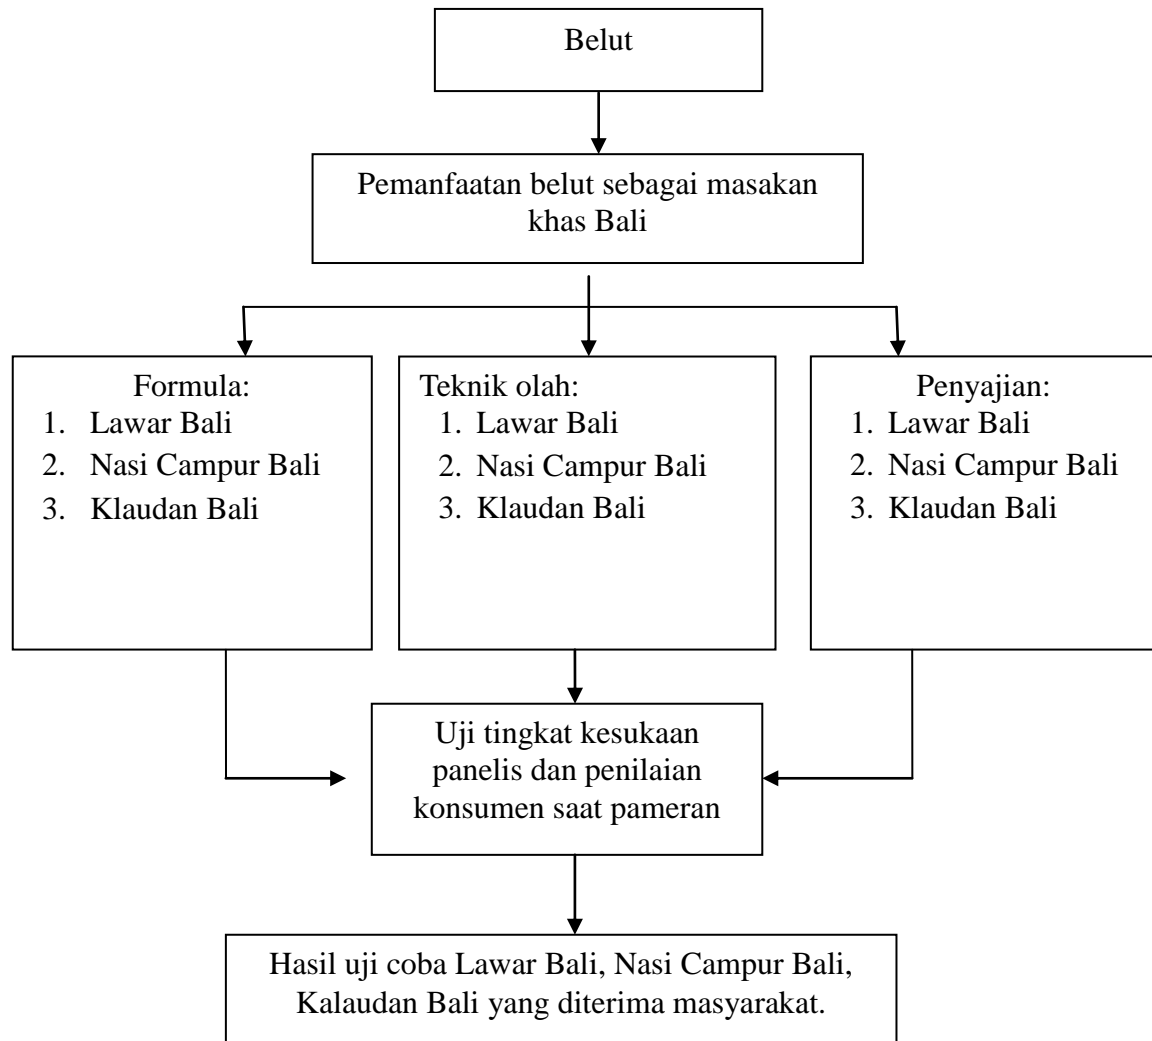 Belut
Pemanfaatan belut sebagai masakan
khas Bali
Formula:
1. Lawar Bali
2. Nasi Campur Bali
3. Klaudan Bali
Teknik olah:
1. Lawar Bali
2. Nasi Campur Bali
3. Klaudan Bali
Penyajian:
1. Lawar Bali
2. Nasi Campur Bali
3. Klaudan Bali
Uji tingkat kesukaan
panelis dan penilaian
konsumen saat pameran
Hasil uji coba Lawar Bali, Nasi Campur Bali,
Kalaudan Bali yang diterima masyarakat.